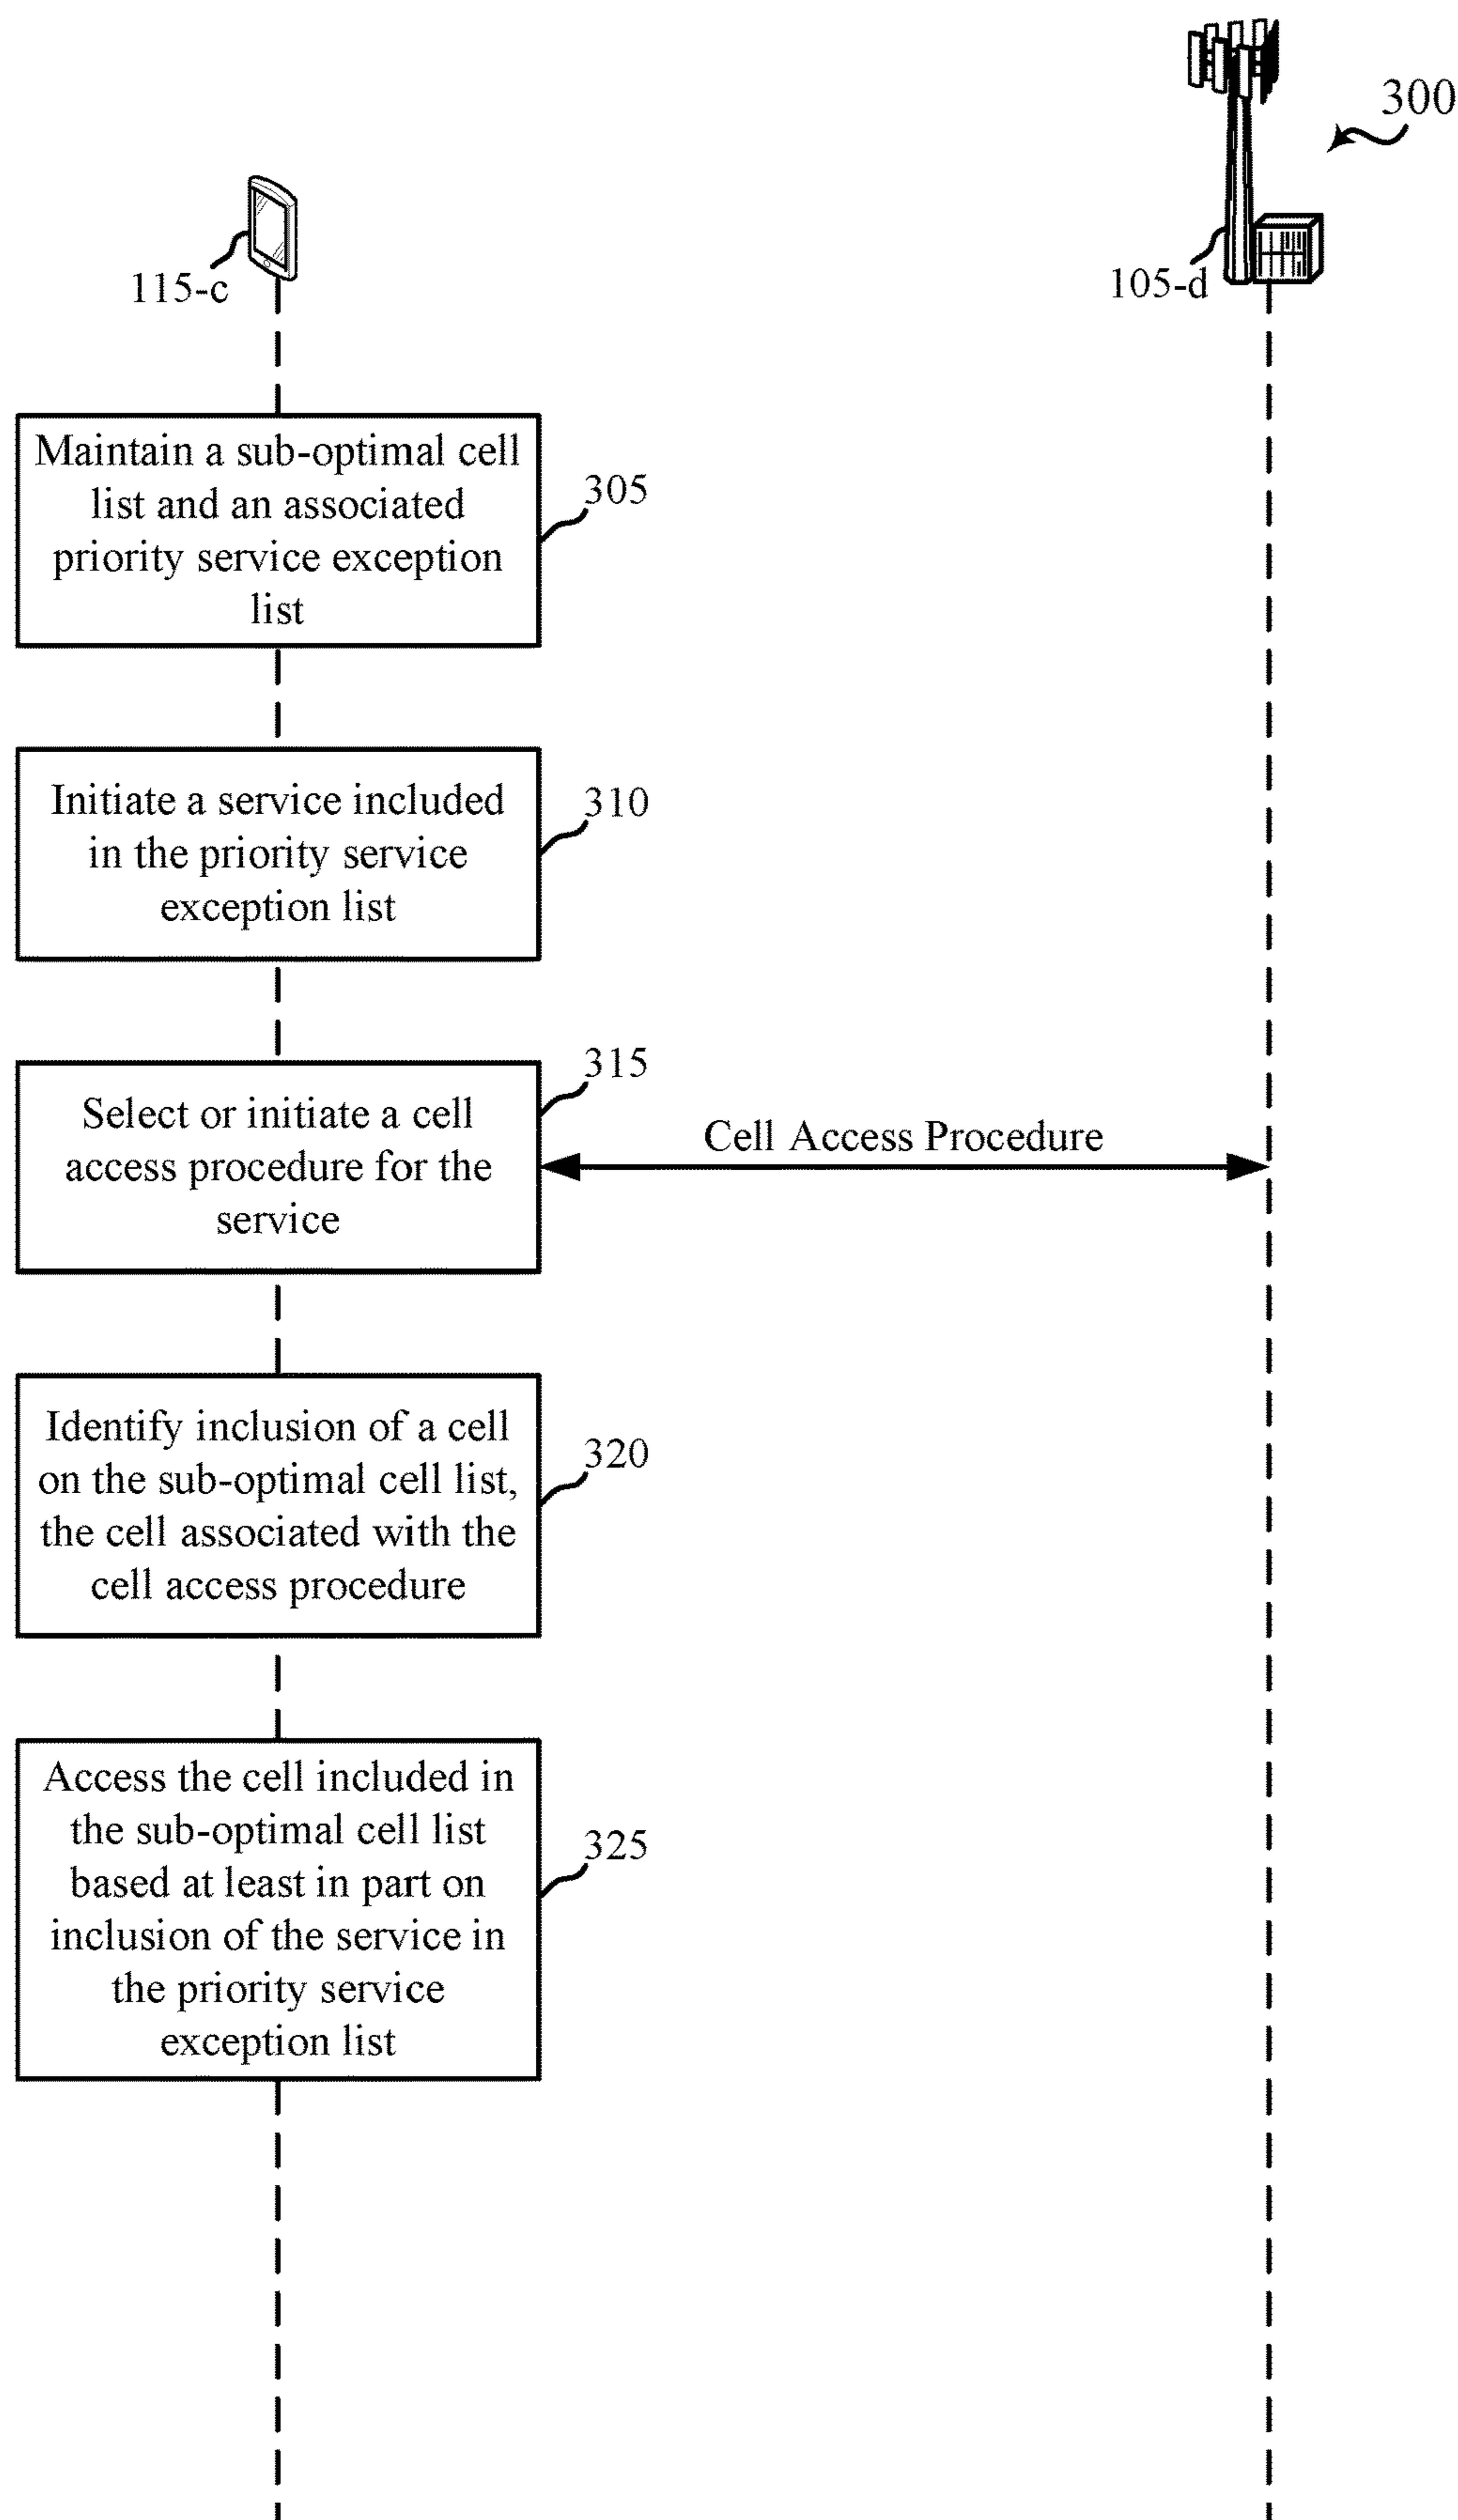 300
115-c
105-d
Maintain a sub-optimal cell
list and an associated
priority service exception
list
305
Initiate a service included
in the priority service
exception list
310
Select or initiate a cell
access procedure for the
service
315
Cell Access Procedure
Identify inclusion of a cell
on the sub-optimal cell list,
the cell associated with the
cell access procedure
320
Access the cell included in
the sub-optimal cell list
based at least in part on
inclusion of the service in
the priority service
exception list
325